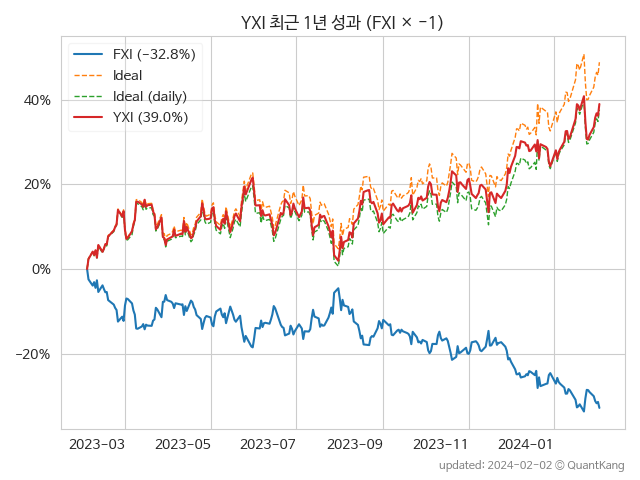 YXI 최근 1년 성과 (FXI × -1)
FXI (−32.8%)
Ideal
Ideal (daily)
YXI (39.0%)
40%
20%
0%
−20%
2023-03 2023-05 2023-07 2023-09 2023-11 2024-01
updated: 2024-02-02 © QuantKang